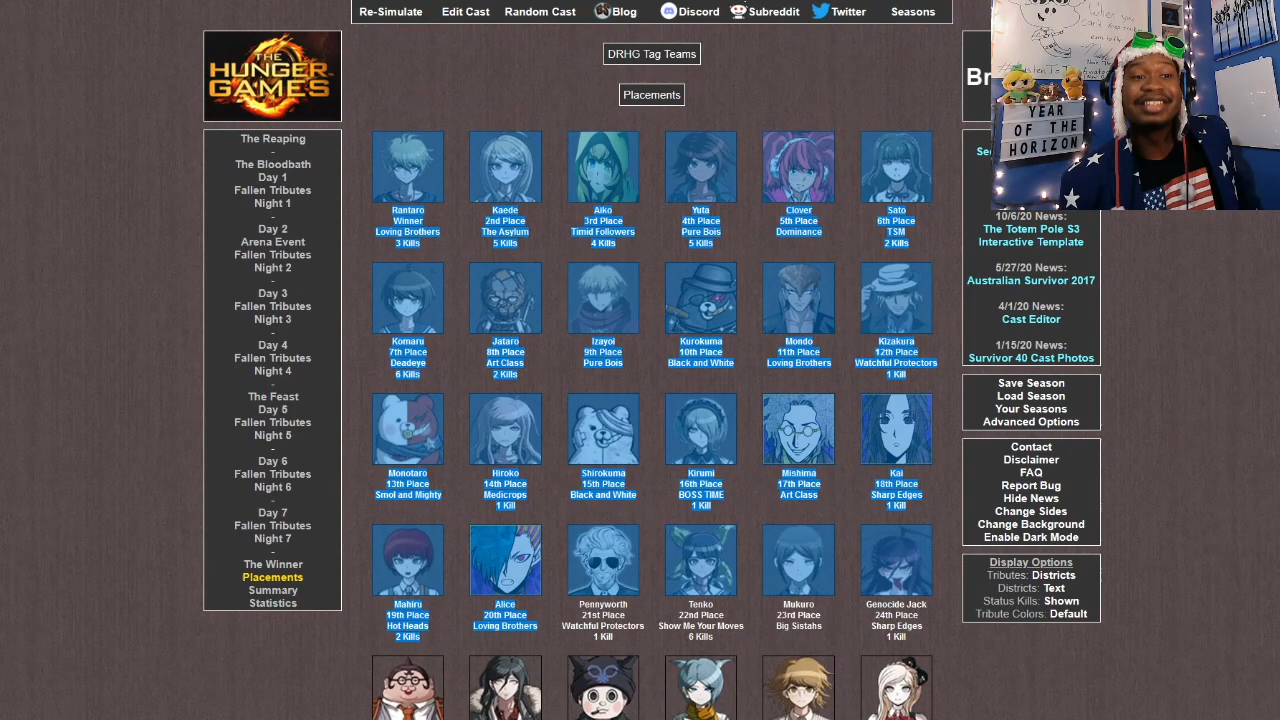 Re-Simulate
Edit Cast
Random Cast
Blog
Discord
Subreddit
Twitter
Seasons
THE
HUNGER
GAMES
The Reaping
-
The Bloodbath
Day 1
Fallen Tributes
Night 1
-
Day 2
Arena Event
Fallen Tributes
Night 2
-
Day 3
Fallen Tributes
Night 3
-
Day 4
Fallen Tributes
Night 4
-
The Feast
Day 5
Fallen Tributes
Night 5
-
Day 6
Fallen Tributes
Night 6
-
Day 7
Fallen Tributes
Night 7
-
The Winner
Placements
Summary
Statistics
DRHG Tag Teams
Placements
Rantaro
Winner
Loving Brothers
3 Kills
Kaede
2nd Place
The Asylum
5 Kills
Aiko
3rd Place
Timid Followers
4 Kills
Yuta
4th Place
Pure Bois
5 Kills
Clover
5th Place
Dominance
Sato
6th Place
TSM
2 Kills
Komaru
7th Place
Deadeye
6 Kills
Jataro
8th Place
Art Class
2 Kills
Izayoi
9th Place
Pure Bois
Kurokuma
10th Place
Black and White
Mondo
11th Place
Loving Brothers
Kizakura
12th Place
Watchful Protectors
1 Kill
Monotaro
13th Place
Smol and Mighty
Hiroko
14th Place
Medicrops
1 Kill
Shirokuma
15th Place
Black and White
Kirumi
16th Place
BOSS TIME
1 Kill
Mishima
17th Place
Art Class
Kai
18th Place
Sharp Edges
1 Kill
Mahiru
19th Place
Hot Heads
2 Kills
Alice
20th Place
Loving Brothers
Pennyworth
21st Place
Watchful Protectors
1 Kill
Tenko
22nd Place
Show Me Your Moves
6 Kills
Mukuro
23rd Place
Big Sistahs
Genocide Jack
24th Place
Sharp Edges
1 Kill
Br
YEAR
OF THE
HORIZON
2
Se
10/6/20 News:
The Totem Pole S3
Interactive Template
5/27/20 News:
Australian Survivor 2017
4/1/20 News:
Cast Editor
1/15/20 News:
Survivor 40 Cast Photos
Save Season
Load Season
Your Seasons
Advanced Options
Contact
Disclaimer
FAQ
Report Bug
Hide News
Change Sides
Change Background
Enable Dark Mode
Display Options
Tributes: Districts
Districts: Text
Status Kills: Shown
Tribute Colors: Default